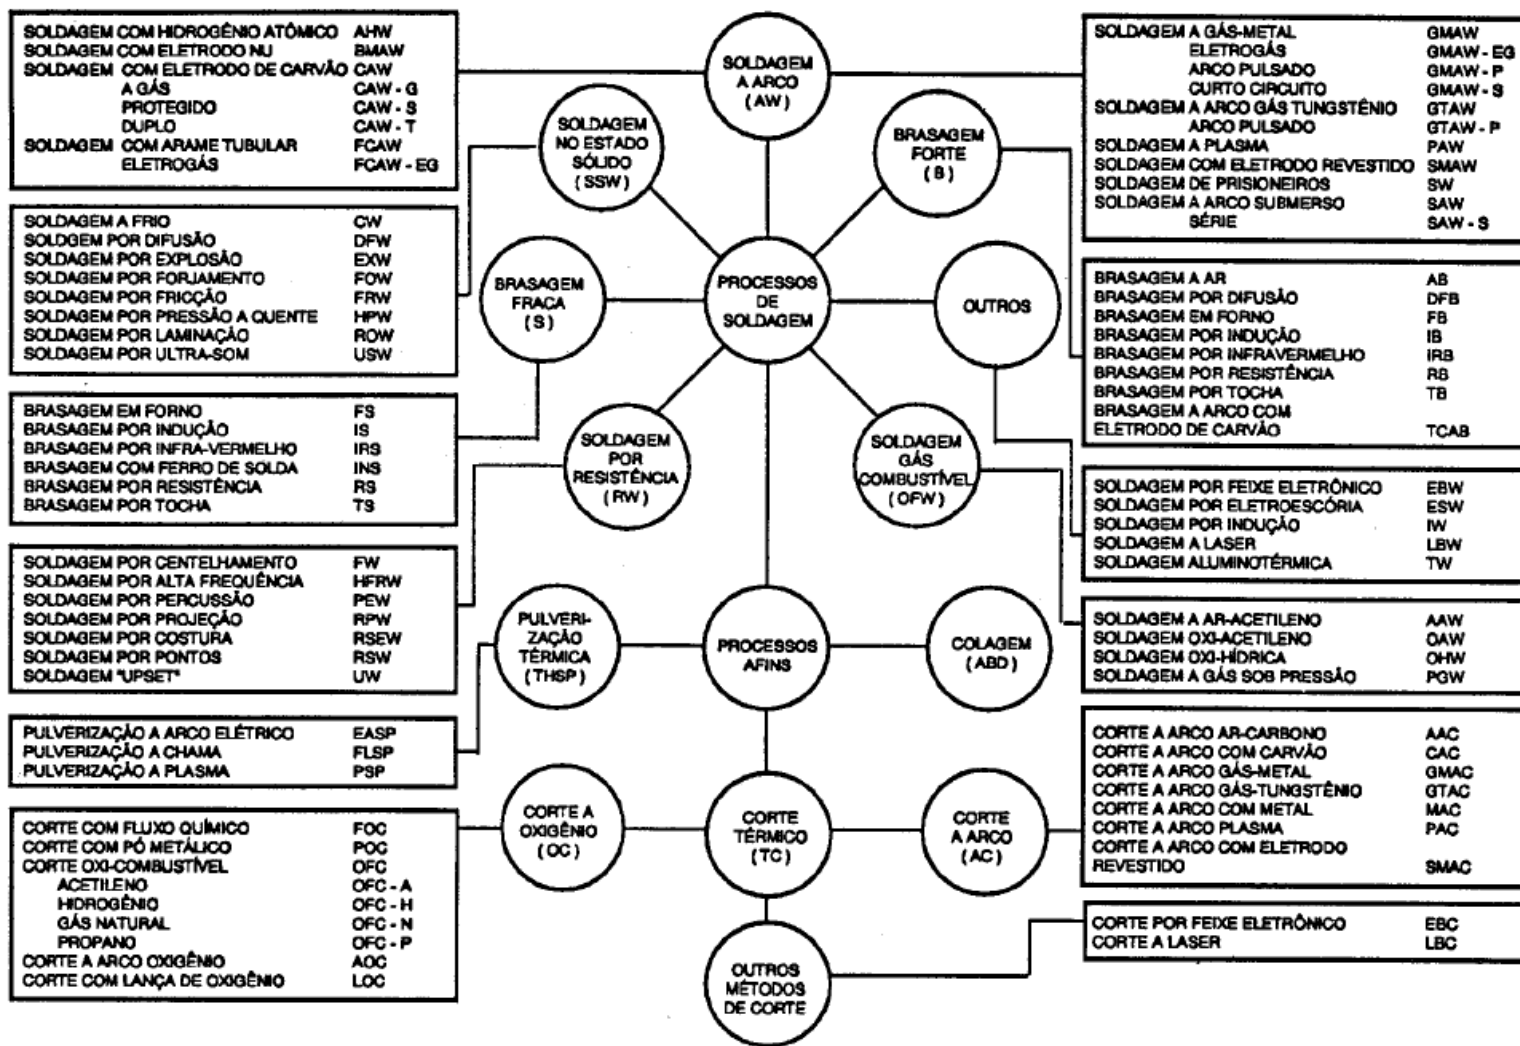 SOLDAGEM COM HIDROGÊNIO ATÔMICO AHW
SOLDAGEM COM ELETRODO NU BMAW
SOLDAGEM COM ELETRODO DE CARVÃO CAW
A GÁS CAW - G
PROTEGIDO CAW - S
DUPLO CAW - T
SOLDAGEM COM ARAME TUBULAR FCAW
ELETROGÁS FCAW - EG
SOLDAGEM A FRIO CW
SOLDGEM POR DIFUSÃO DFW
SOLDAGEM POR EXPLOSÃO EXW
SOLDAGEM POR FORJAMENTO FOW
SOLDAGEM POR FRICÇÃO FRW
SOLDAGEM POR PRESSÃO A QUENTE HPW
SOLDAGEM POR LAMINAÇÃO ROW
SOLDAGEM POR ULTRA-SOM USW
BRASAGEM EM FORNO FS
BRASAGEM POR INDUÇÃO IS
BRASAGEM POR INFRA-VERMELHO IRS
BRASAGEM COM FERRO DE SOLDA INS
BRASAGEM POR RESISTÊNCIA RS
BRASAGEM POR TOCHA TS
SOLDAGEM POR CENTELHAMENTO FW
SOLDAGEM POR ALTA FREQUÊNCIA HFRW
SOLDAGEM POR PERCUSSÃO PEW
SOLDAGEM POR PROJEÇÃO RPW
SOLDAGEM POR COSTURA RSEW
SOLDAGEM POR PONTOS RSW
SOLDAGEM "UPSET" UW
PULVERIZAÇÃO A ARCO ELÉTRICO EASP
PULVERIZAÇÃO A CHAMA FLSP
PULVERIZAÇÃO A PLASMA PSP
CORTE COM FLUXO QUÍMICO FOC
CORTE COM PÓ METÁLICO POC
CORTE OXI-COMBUSTÍVEL OFC
ACETILENO OFC - A
HIDROGÊNIO OFC - H
GÁS NATURAL OFC - N
PROPANO OFC - P
CORTE A ARCO OXIGÊNIO AOC
CORTE COM LANÇA DE OXIGÊNIO LOC
SOLDAGEM
A ARCO
(AW)
SOLDAGEM
NO ESTADO
SÓLIDO
(SSW)
BRASAGEM
FORTE
(B)
BRASAGEM
FRACA
(S)
PROCESSOS
DE
SOLDAGEM
OUTROS
SOLDAGEM
POR
RESISTÊNCIA
(RW)
SOLDAGEM
GÁS
COMBUSTÍVEL
(OFW)
PULVERI-
ZAÇÃO
TÉRMICA
(THSP)
PROCESSOS
AFINS
COLAGEM
(ABD)
CORTE A
OXIGÊNIO
(OC)
CORTE
TÉRMICO
(TC)
CORTE
A ARCO
(AC)
OUTROS
MÉTODOS
DE CORTE
SOLDAGEM A GÁS-METAL GMAW
ELETROGÁS GMAW - EG
ARCO PULSADO GMAW - P
CURTO CIRCUITO GMAW - S
SOLDAGEM A ARCO GÁS TUNGSTÊNIO GTAW
ARCO PULSADO GTAW - P
SOLDAGEM A PLASMA PAW
SOLDAGEM COM ELETRODO REVESTIDO SMAW
SOLDAGEM DE PRISIONEIROS SW
SOLDAGEM A ARCO SUBMERSO SAW
SÉRIE SAW - S
BRASAGEM A AR AB
BRASAGEM POR DIFUSÃO DFB
BRASAGEM EM FORNO FB
BRASAGEM POR INDUÇÃO IB
BRASAGEM POR INFRAVERMELHO IRB
BRASAGEM POR RESISTÊNCIA RB
BRASAGEM POR TOCHA TB
BRASAGEM A ARCO COM
ELETRODO DE CARVÃO TCAB
SOLDAGEM POR FEIXE ELETRÔNICO EBW
SOLDAGEM POR ELETROESCÓRIA ESW
SOLDAGEM POR INDUÇÃO IW
SOLDAGEM A LASER LBW
SOLDAGEM ALUMINOTÉRMICA TW
SOLDAGEM A AR-ACETILENO AAW
SOLDAGEM OXI-ACETILENO OAW
SOLDAGEM OXI-HÍDRICA OHW
SOLDAGEM A GÁS SOB PRESSÃO PGW
CORTE A ARCO AR-CARBONO AAC
CORTE A ARCO COM CARVÃO CAC
CORTE A ARCO GÁS-METAL GMAC
CORTE A ARCO GÁS-TUNGSTÊNIO GTAC
CORTE A ARCO COM METAL MAC
CORTE A ARCO PLASMA PAC
CORTE A ARCO COM ELETRODO
REVESTIDO SMAC
CORTE POR FEIXE ELETRÔNICO EBC
CORTE A LASER LBC